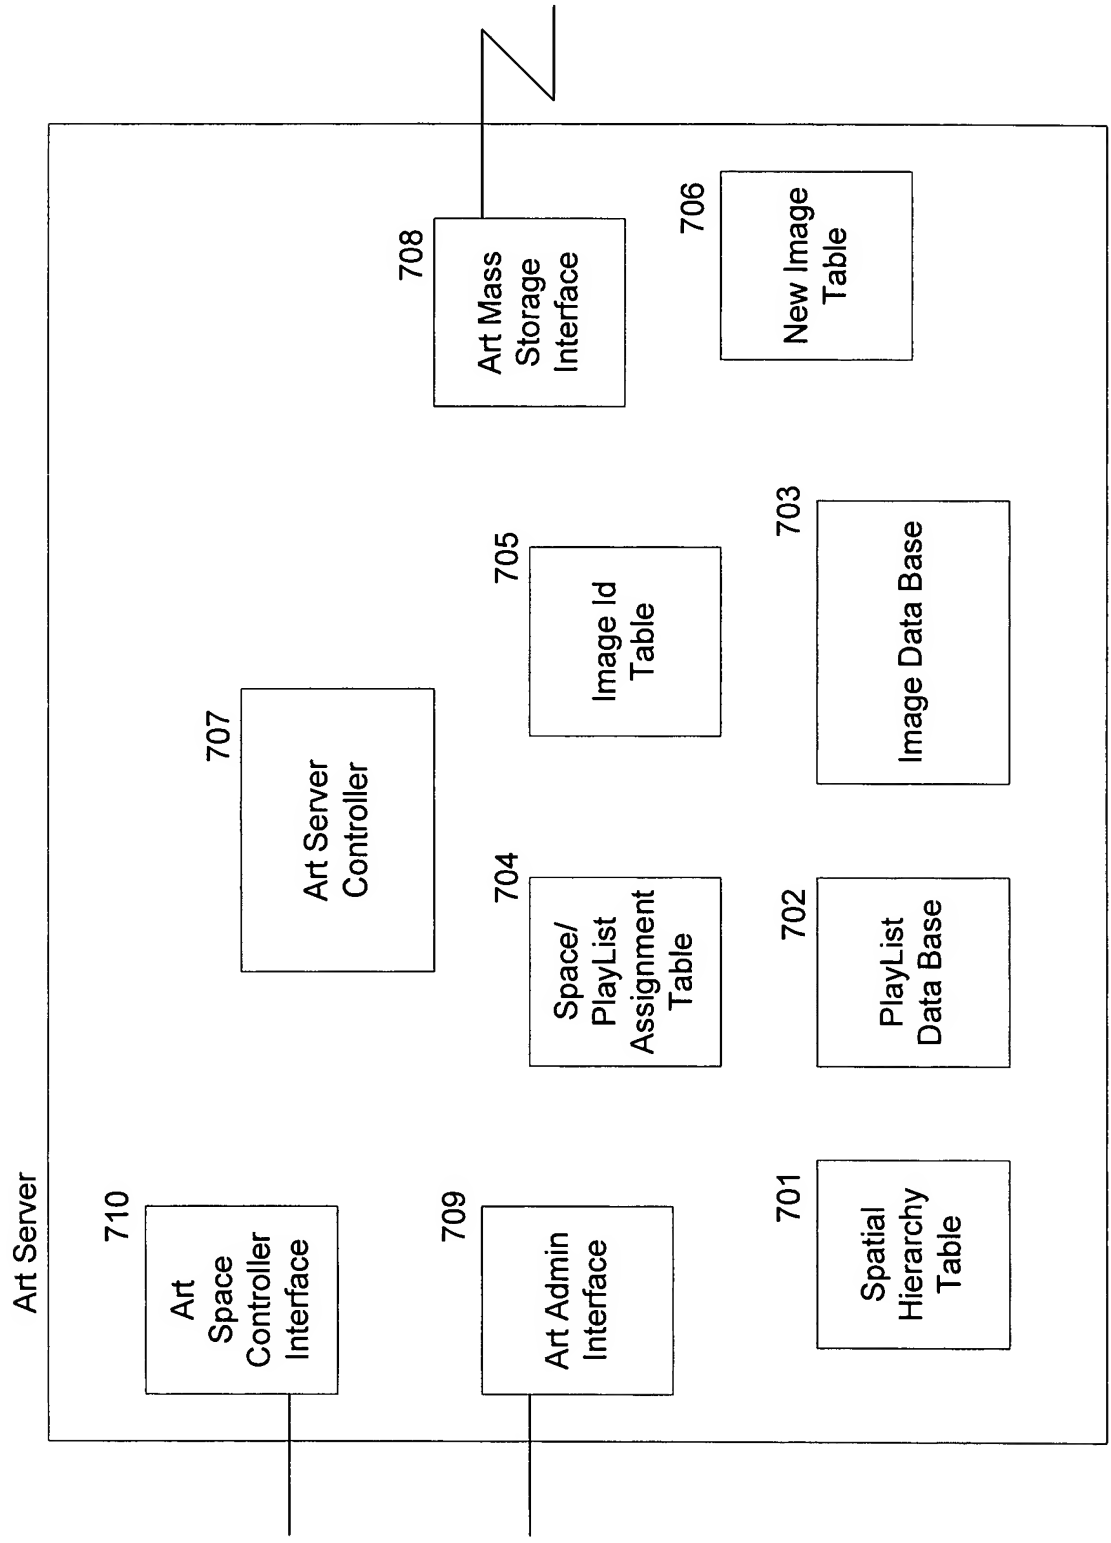 Art Server
710
Art
Space
Controller
Interface
707
Art Server
Controller
708
Art Mass
Storage
Interface
709
Art Admin
Interface
704
Space/
PlayList
Assignment
Table
705
Image Id
Table
706
New Image
Table
701
Spatial
Hierarchy
Table
702
PlayList
Data Base
703
Image Data Base